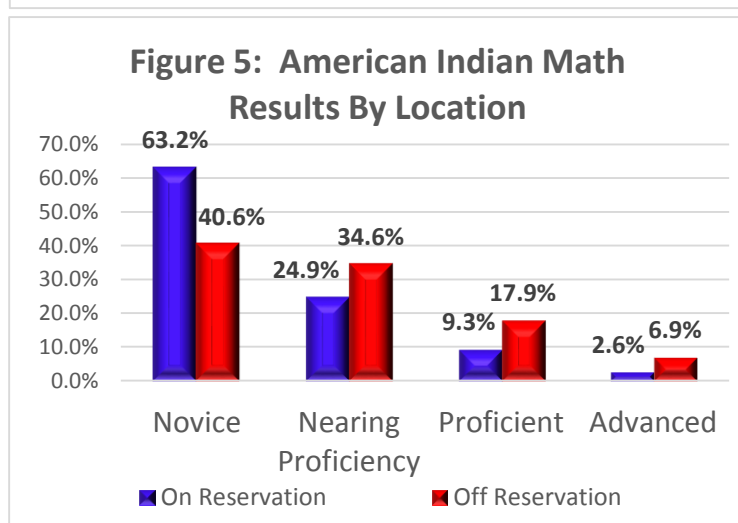 Figure 5:  American Indian Math
Results By Location
70.0%
63.2%
60.0%
50.0%
40.6%
40.0%
34.6%
30.0%
24.9%
20.0%
17.9%
10.0%
9.3%
6.9%
2.6%
0.0%
Novice
Nearing
Proficiency
Proficient
Advanced
On Reservation
Off Reservation